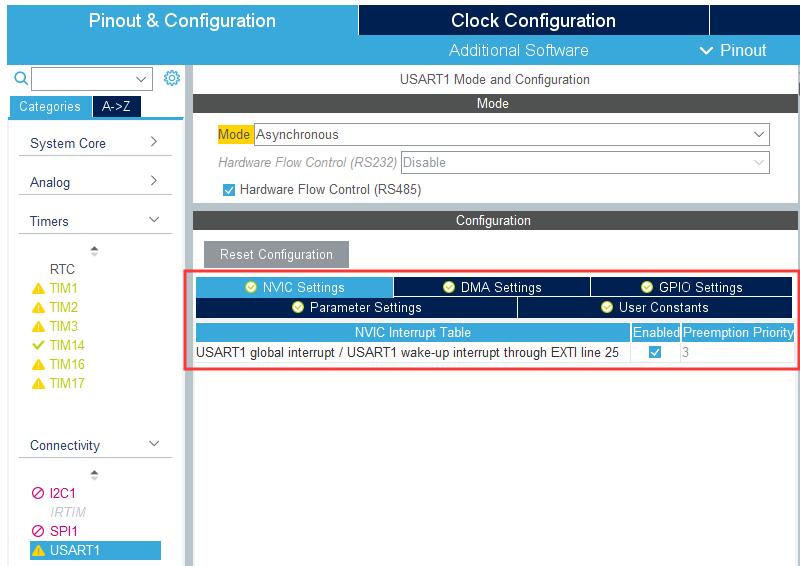 Pinout & Configuration
Clock Configuration
Additional Software
Pinout
USART1 Mode and Configuration
Categories
A->Z
System Core
Analog
Timers
RTC
TIM1
TIM2
TIM3
TIM14
TIM16
TIM17
Connectivity
I2C1
IRTIM
SPI1
USART1
Mode
Mode Asynchronous
Hardware Flow Control (RS232) Disable
Hardware Flow Control (RS485)
Configuration
Reset Configuration
NVIC Settings
DMA Settings
GPIO Settings
Parameter Settings
User Constants
NVIC Interrupt Table Enabled Preemption Priority
USART1 global interrupt / USART1 wake-up interrupt through EXTI line 25 3